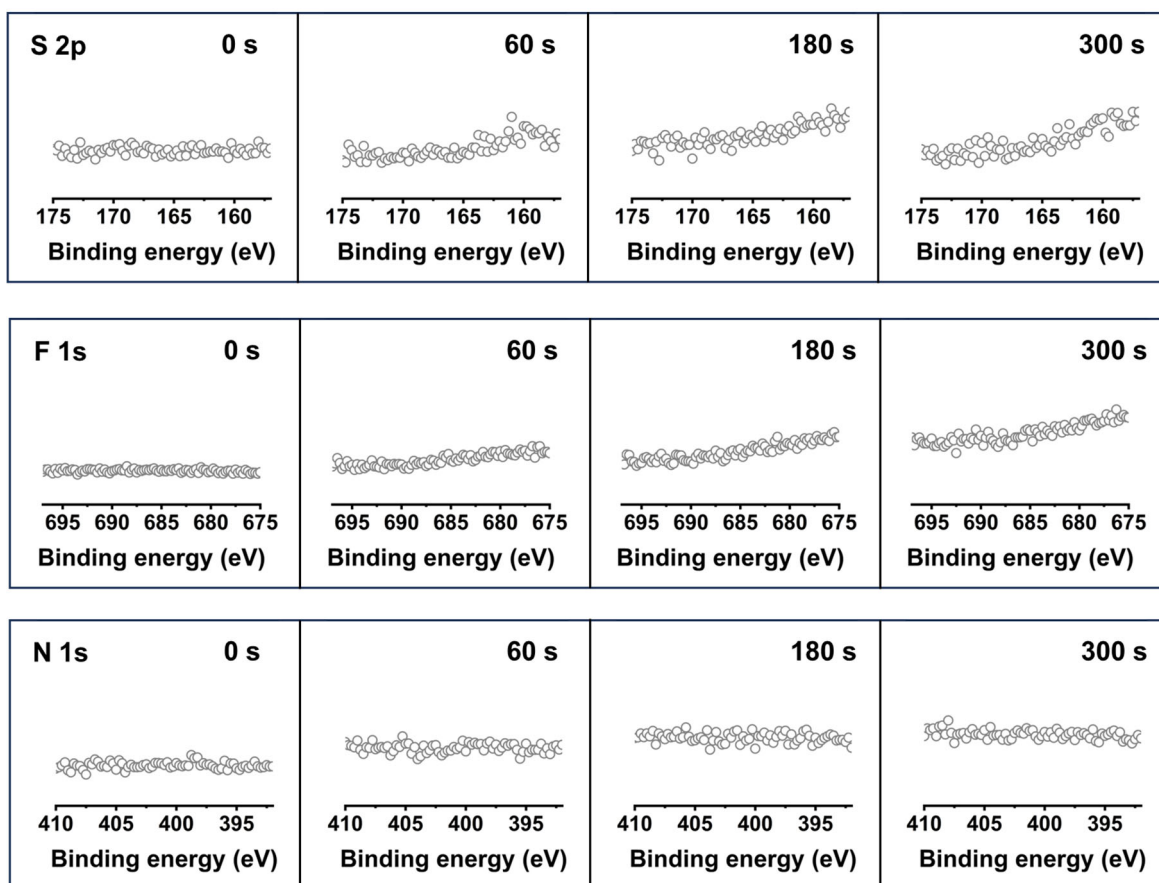 S 2p 0 s 60 s 180 s 300 s
175 170 165 160 175 170 165 160 175 170 165 160 175 170 165 160
Binding energy (eV) Binding energy (eV) Binding energy (eV) Binding energy (eV)
F 1s 0 s 60 s 180 s 300 s
695 690 685 680 675 695 690 685 680 675 695 690 685 680 675 695 690 685 680 675
Binding energy (eV) Binding energy (eV) Binding energy (eV) Binding energy (eV)
N 1s 0 s 60 s 180 s 300 s
410 405 400 395 410 405 400 395 410 405 400 395 410 405 400 395
Binding energy (eV) Binding energy (eV) Binding energy (eV) Binding energy (eV)